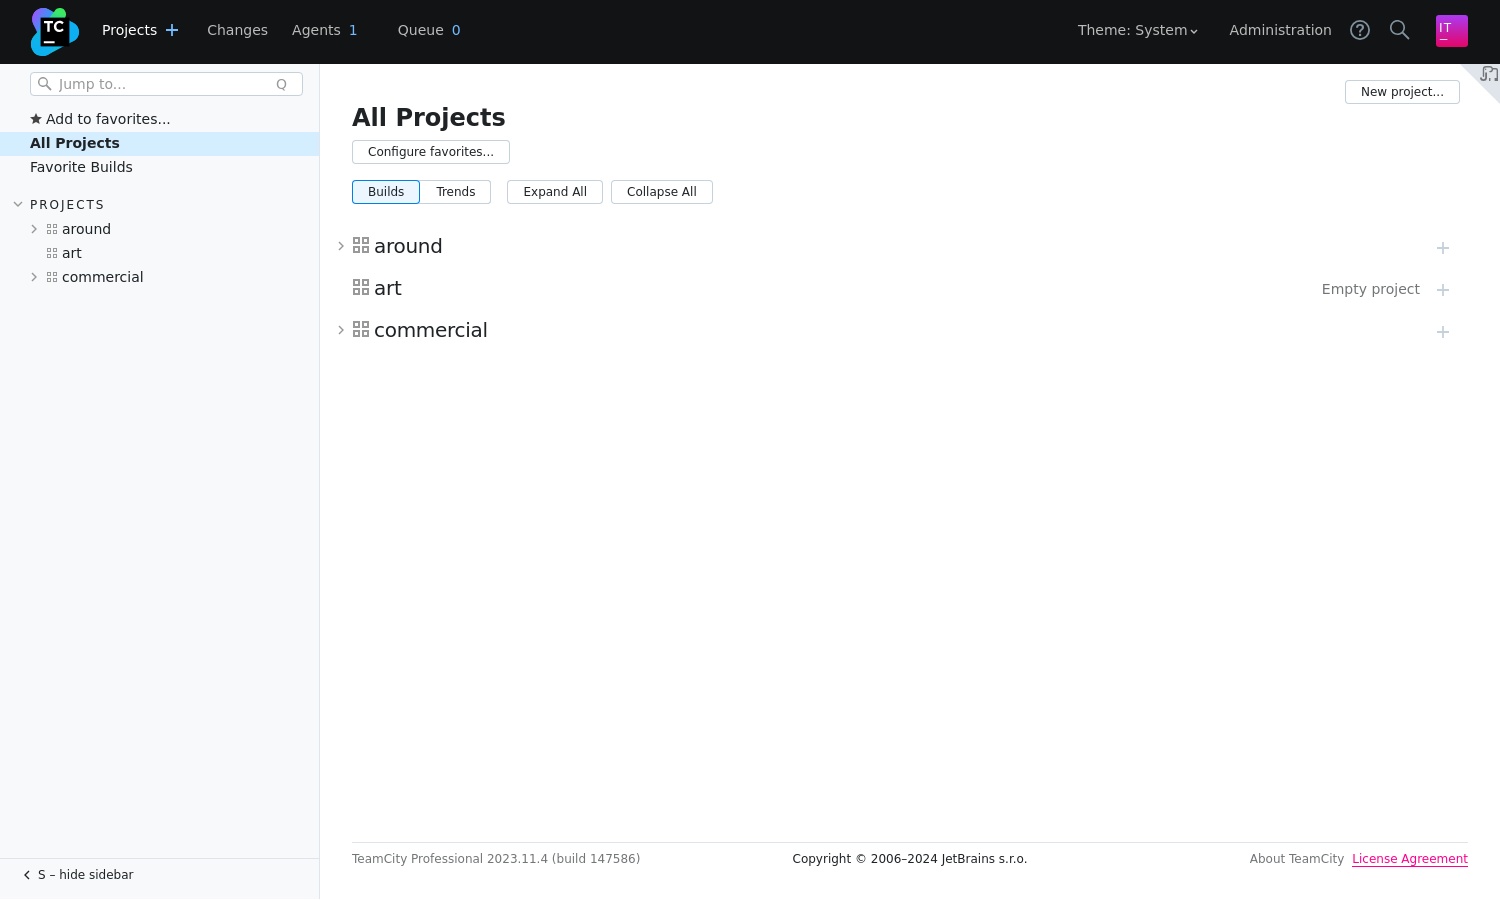 TC
Projects
Changes
Agents 1
Queue 0
Theme: System
Administration
IT
Jump to...
Q
Add to favorites...
All Projects
Favorite Builds
PROJECTS
around
art
commercial
S – hide sidebar
New project...
All Projects
Configure favorites...
Builds
Trends
Expand All
Collapse All
around
art
Empty project
commercial
TeamCity Professional 2023.11.4 (build 147586)
Copyright © 2006–2024 JetBrains s.r.o.
About TeamCity
License Agreement